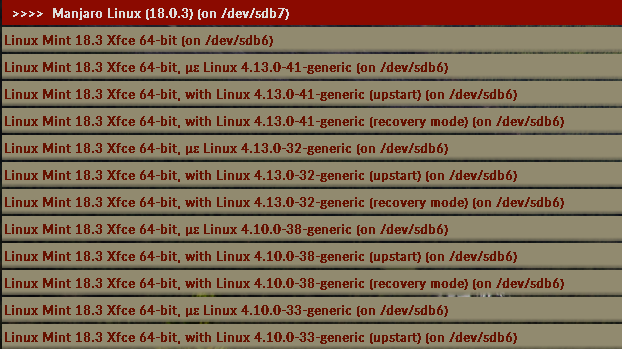 >>>> Manjaro Linux (18.0.3) (on /dev/sdb7)
Linux Mint 18.3 Xfce 64-bit (on /dev/sdb6)
Linux Mint 18.3 Xfce 64-bit, με Linux 4.13.0-41-generic (on /dev/sdb6)
Linux Mint 18.3 Xfce 64-bit, with Linux 4.13.0-41-generic (upstart) (on /dev/sdb6)
Linux Mint 18.3 Xfce 64-bit, with Linux 4.13.0-41-generic (recovery mode) (on /dev/sdb6)
Linux Mint 18.3 Xfce 64-bit, με Linux 4.13.0-32-generic (on /dev/sdb6)
Linux Mint 18.3 Xfce 64-bit, with Linux 4.13.0-32-generic (upstart) (on /dev/sdb6)
Linux Mint 18.3 Xfce 64-bit, with Linux 4.13.0-32-generic (recovery mode) (on /dev/sdb6)
Linux Mint 18.3 Xfce 64-bit, με Linux 4.10.0-38-generic (on /dev/sdb6)
Linux Mint 18.3 Xfce 64-bit, with Linux 4.10.0-38-generic (upstart) (on /dev/sdb6)
Linux Mint 18.3 Xfce 64-bit, with Linux 4.10.0-38-generic (recovery mode) (on /dev/sdb6)
Linux Mint 18.3 Xfce 64-bit, με Linux 4.10.0-33-generic (on /dev/sdb6)
Linux Mint 18.3 Xfce 64-bit, with Linux 4.10.0-33-generic (upstart) (on /dev/sdb6)